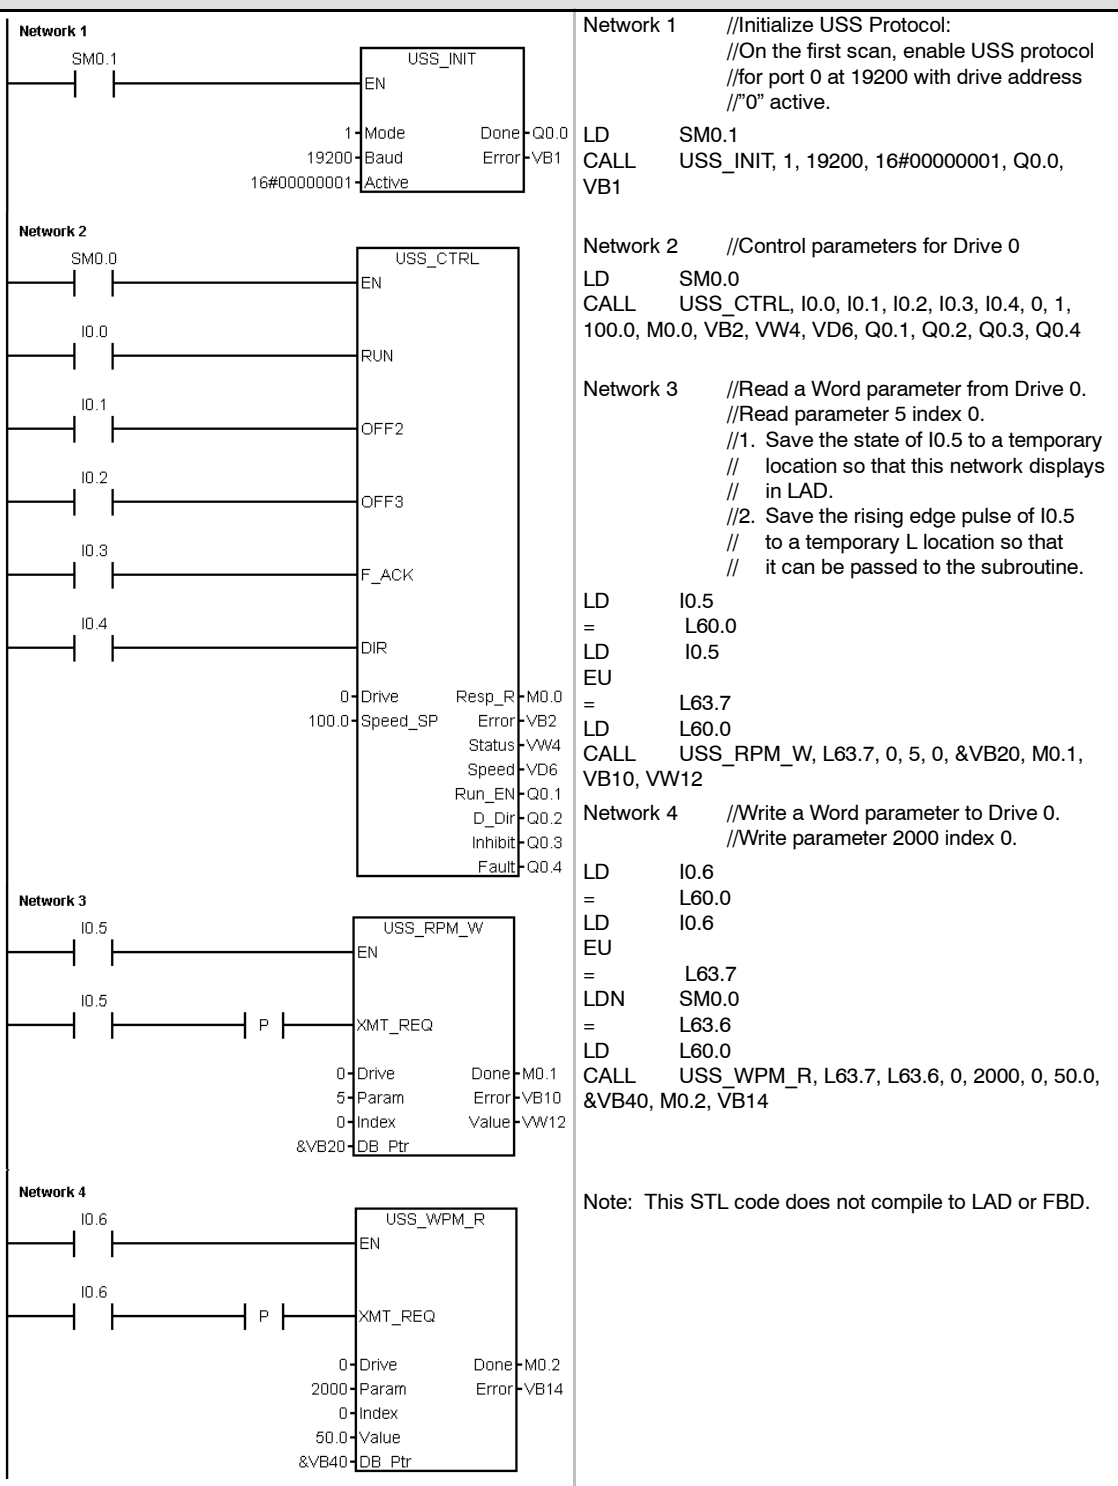 Network 1
SM0.1
USS_INIT
EN
1 Mode Done Q0.0
19200 Baud Error VB1
16#00000001 Active
Network 2
SM0.0
USS_CTRL
EN
I0.0
RUN
I0.1
OFF2
I0.2
OFF3
I0.3
F_ACK
I0.4
DIR
0 Drive Resp_R M0.0
100.0 Speed_SP Error VB2
Status VW4
Speed VD6
Run_EN Q0.1
D_Dir Q0.2
Inhibit Q0.3
Fault Q0.4
Network 3
I0.5
USS_RPM_W
EN
I0.5
P XMT_REQ
0 Drive Done M0.1
5 Param Error VB10
0 Index Value VW12
&VB20 DB_Ptr
Network 4
I0.6
USS_WPM_R
EN
I0.6
P XMT_REQ
0 Drive Done M0.2
2000 Param Error VB14
0 Index
50.0 Value
&VB40 DB_Ptr
Network 1 //Initialize USS Protocol:
//On the first scan, enable USS protocol
//for port 0 at 19200 with drive address
//”0” active.
LD SM0.1
CALL USS_INIT, 1, 19200, 16#00000001, Q0.0,
VB1
Network 2 //Control parameters for Drive 0
LD SM0.0
CALL USS_CTRL, I0.0, I0.1, I0.2, I0.3, I0.4, 0, 1,
100.0, M0.0, VB2, VW4, VD6, Q0.1, Q0.2, Q0.3, Q0.4
Network 3 //Read a Word parameter from Drive 0.
//Read parameter 5 index 0.
//1. Save the state of I0.5 to a temporary
// location so that this network displays
// in LAD.
//2. Save the rising edge pulse of I0.5
// to a temporary L location so that
// it can be passed to the subroutine.
LD I0.5
= L60.0
LD I0.5
EU
= L63.7
LD L60.0
CALL USS_RPM_W, L63.7, 0, 5, 0, &VB20, M0.1,
VB10, VW12
Network 4 //Write a Word parameter to Drive 0.
//Write parameter 2000 index 0.
LD I0.6
= L60.0
LD I0.6
EU
= L63.7
LDN SM0.0
= L63.6
LD L60.0
CALL USS_WPM_R, L63.7, L63.6, 0, 2000, 0, 50.0,
&VB40, M0.2, VB14
Note: This STL code does not compile to LAD or FBD.